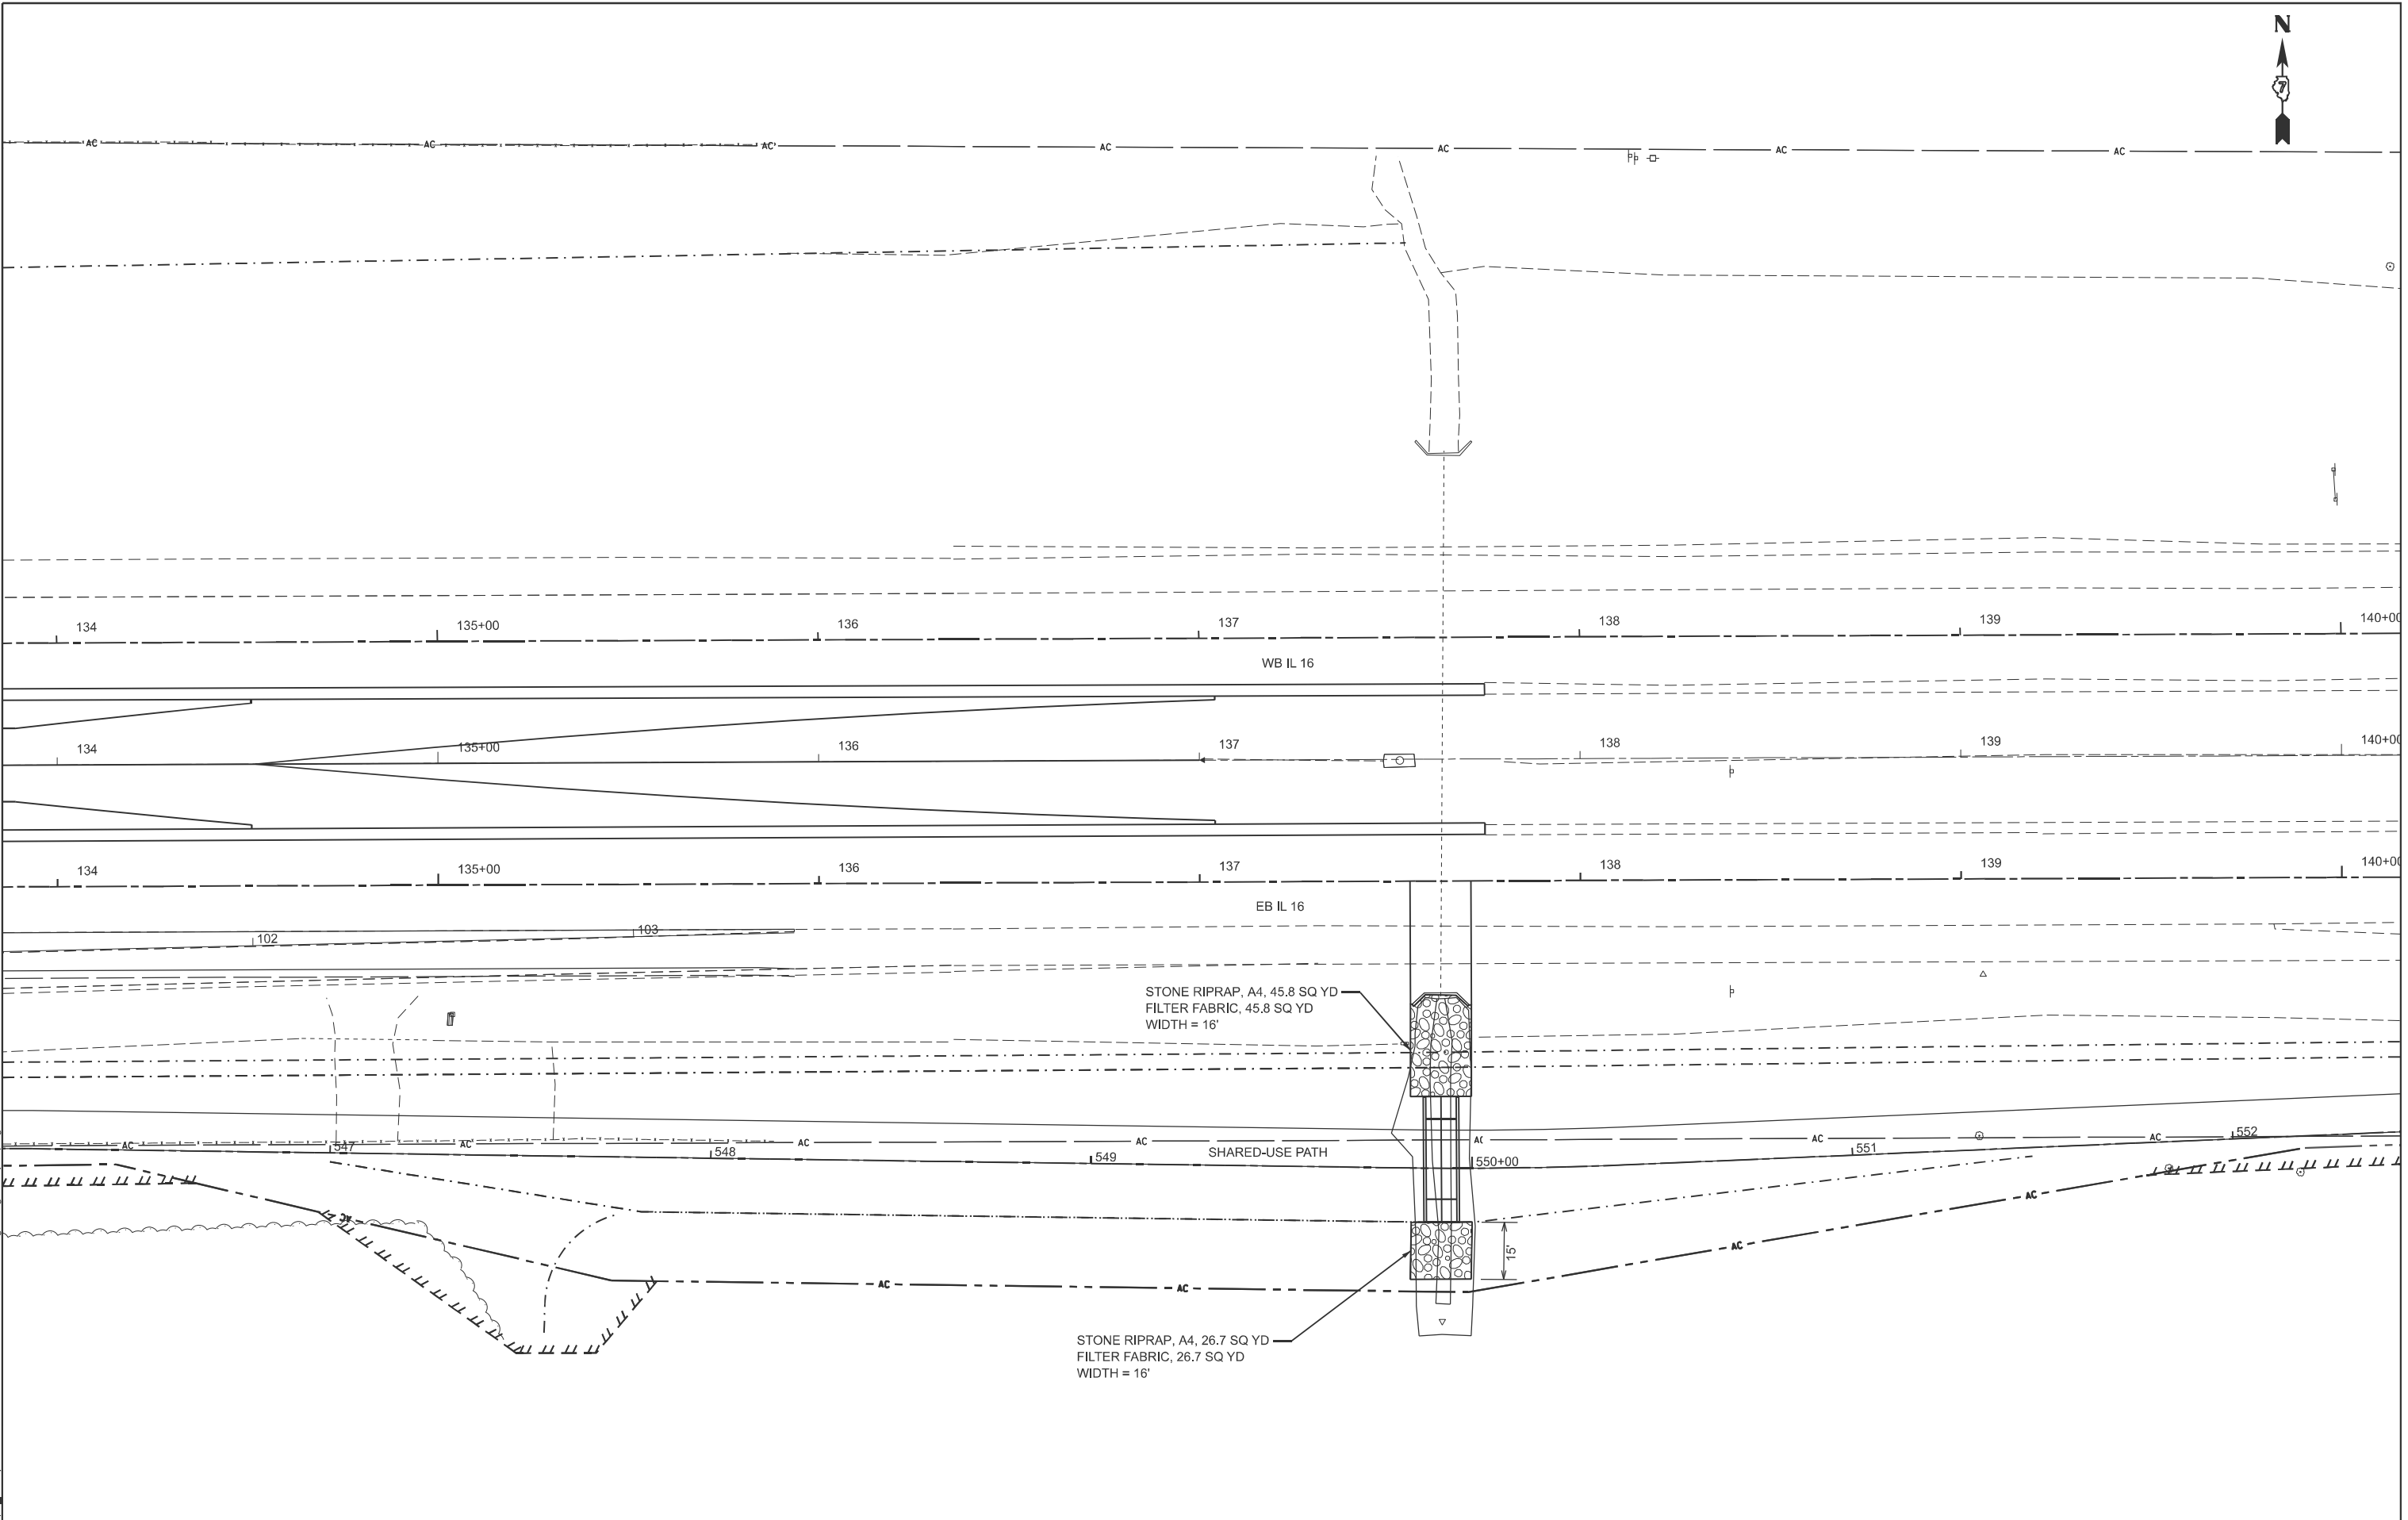 N
7
AC AC AC AC AC AC AC
134 135+00 136 137 138 139 140+00
WB IL 16
134 135+00 136 137 138 139 140+00
134 135+00 136 137 138 139 140+00
EB IL 16
102 103
STONE RIPRAP, A4, 45.8 SQ YD
FILTER FABRIC, 45.8 SQ YD
WIDTH = 16'
AC AC AC AC AC AC AC
547 548 549 SHARED-USE PATH 550+00 551 552
AC AC AC AC AC
15'
STONE RIPRAP, A4, 26.7 SQ YD
FILTER FABRIC, 26.7 SQ YD
WIDTH = 16'